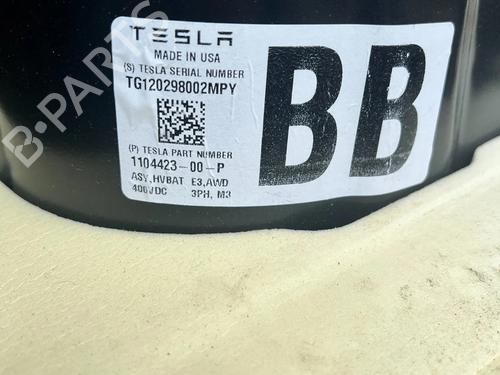 TESLA
MADE IN USA
(S) TESLA SERIAL NUMBER
TG120298002MPY
(P) TESLA PART NUMBER
1104423-00-P
ASY,HVBAT E3,AWD
400VDC 3PH, M3
BB
B-PARTS